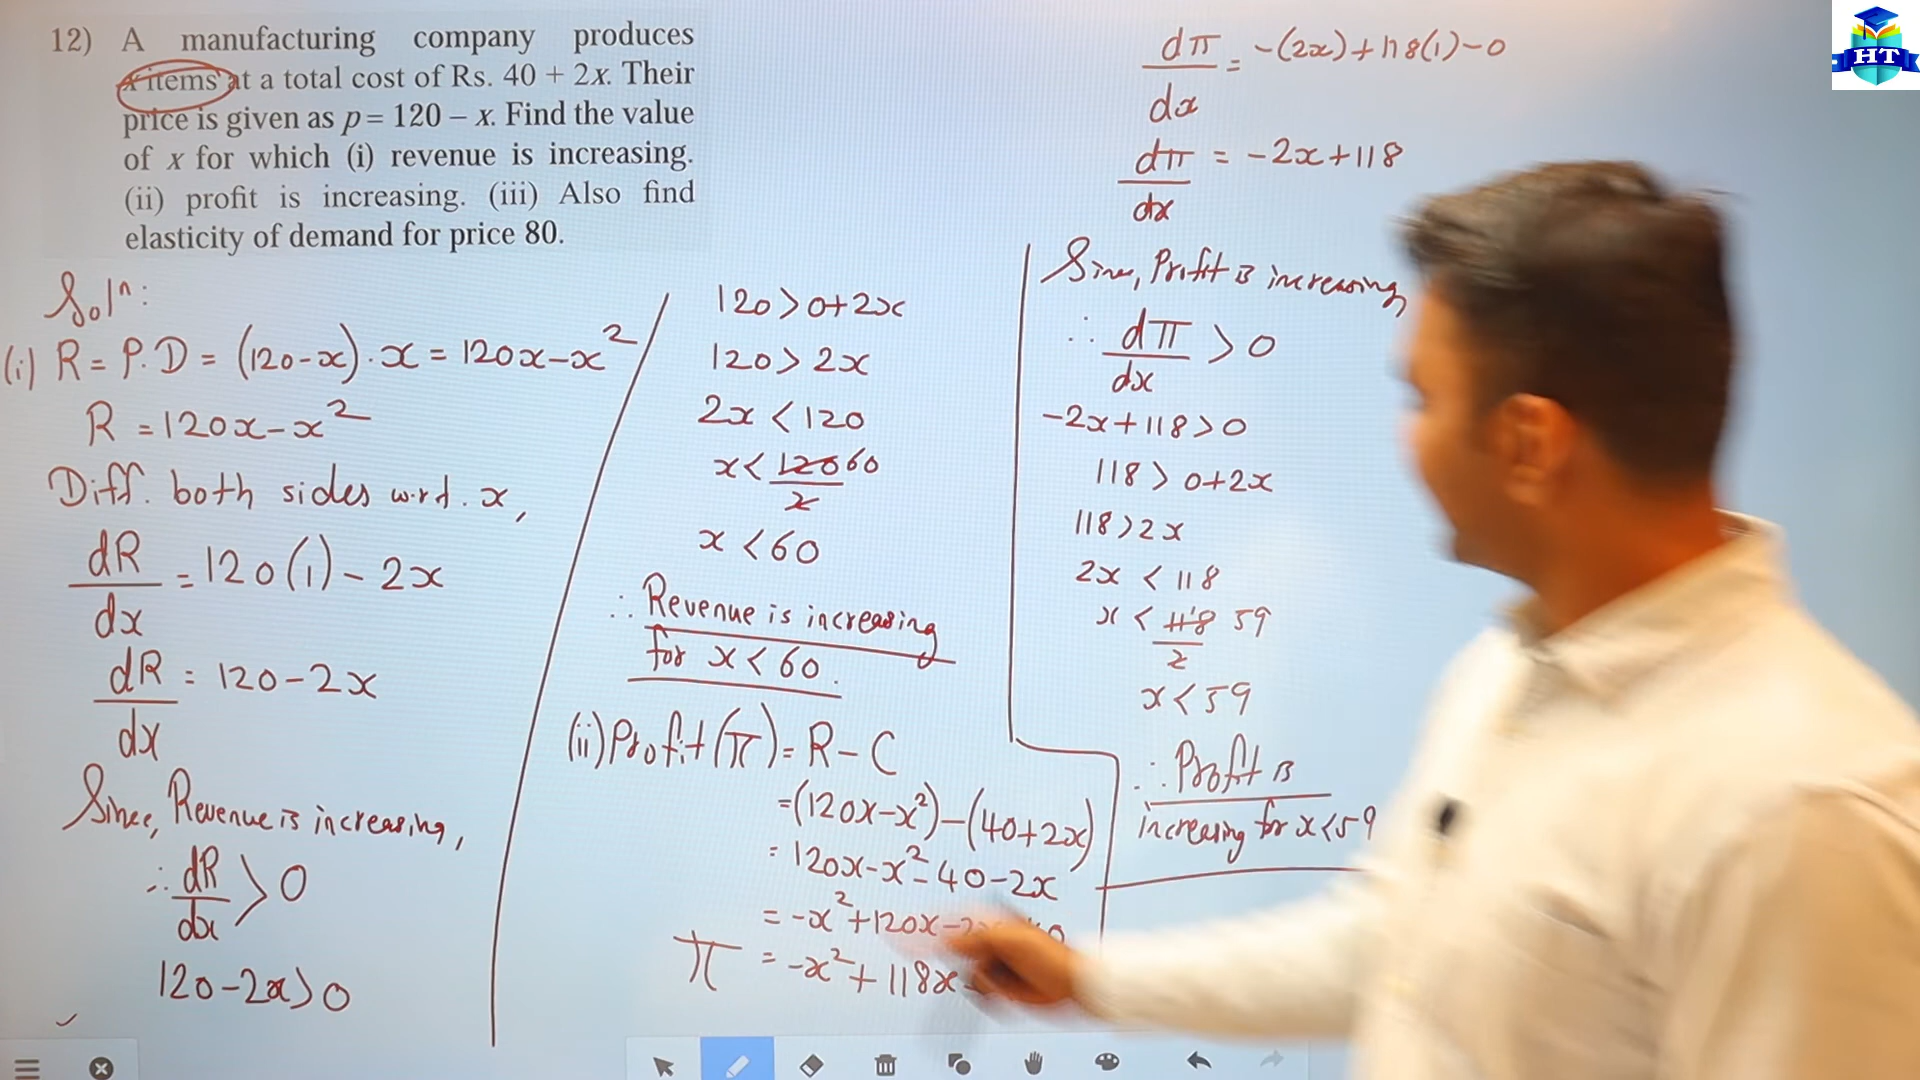 12) A manufacturing company produces
x items at a total cost of Rs. 40 + 2x. Their
price is given as p = 120 – x. Find the value
of x for which (i) revenue is increasing.
(ii) profit is increasing. (iii) Also find
elasticity of demand for price 80.
Solⁿ:
(i) R = P.D = (120-x).x = 120x-x²
R = 120x-x²
Diff. both sides w.r.t. x,
dR/dx = 120(1) - 2x
dR/dx = 120-2x
Since, Revenue is increasing,
∴ dR/dx > 0
120-2x>0
120>0+2x
120>2x
2x<120
x<120/2 60
x<60
∴ Revenue is increasing
for x<60.
(ii) Profit(π) = R-C
=(120x-x²)-(40+2x)
= 120x-x²-40-2x
= -x²+120x-2x
π = -x²+118x
dπ/dx = -(2x)+118(1)-0
dπ/dx = -2x+118
Since, Profit is increasing,
∴ dπ/dx > 0
-2x+118>0
118>0+2x
118>2x
2x<118
x<118/2 59
x<59
∴ Profit is
increasing for x<59
HT